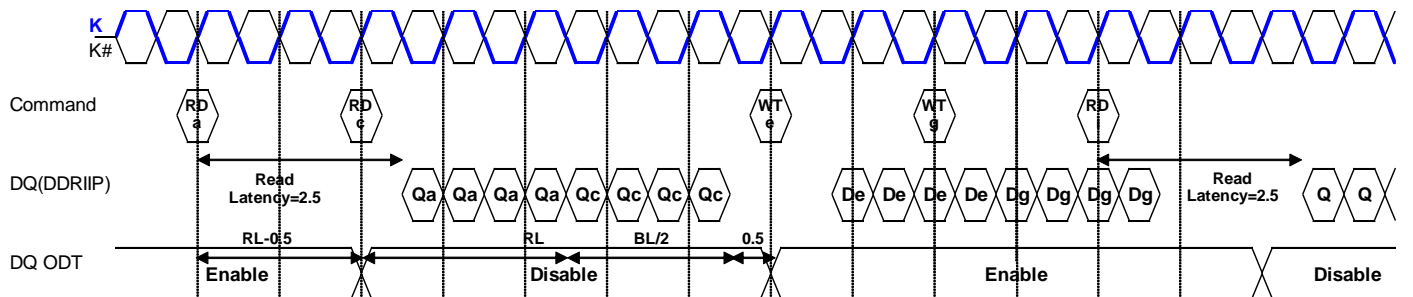 K
K#
Command
RD a
RD c
WT e
WT g
RD
DQ(DDRIIP)
Read Latency=2.5
Qa Qa Qa Qa Qc Qc Qc Qc
De De De De Dg Dg Dg Dg
Read Latency=2.5
Q Q
DQ ODT
RL-0.5
RL
BL/2
0.5
Enable
Disable
Enable
Disable